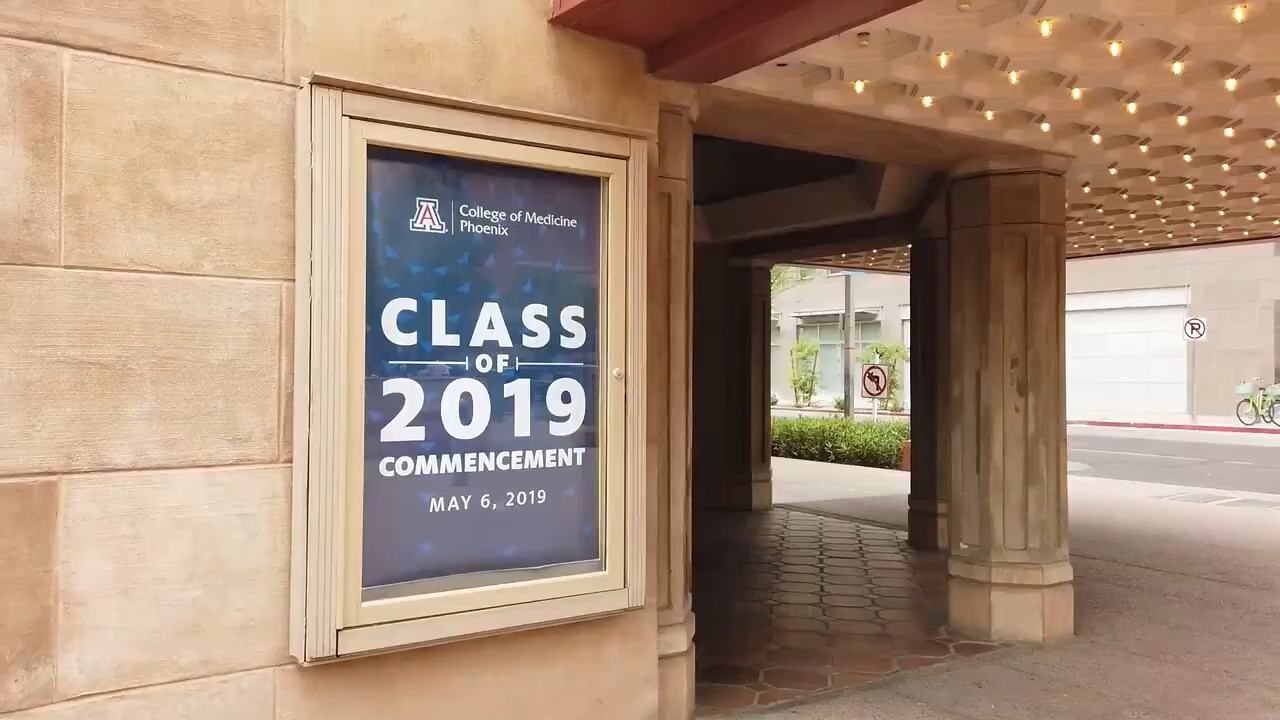 A
College of Medicine
Phoenix
CLASS
OF
2019
COMMENCEMENT
MAY 6, 2019
R